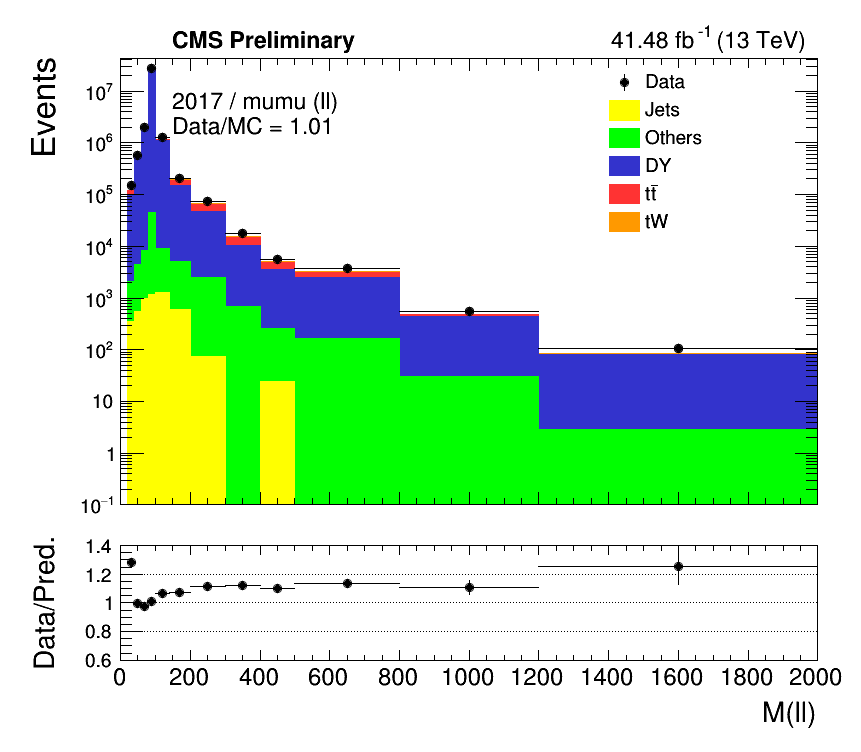 CMS Preliminary
41.48 fb⁻¹ (13 TeV)
Events
2017 / mumu (ll)
Data/MC = 1.01
Data
Jets
Others
DY
tt̄
tW
10⁷
10⁶
10⁵
10⁴
10³
10²
10
1
10⁻¹
Data/Pred.
1.4
1.2
1
0.8
0.6
0 200 400 600 800 1000 1200 1400 1600 1800 2000
M(ll)